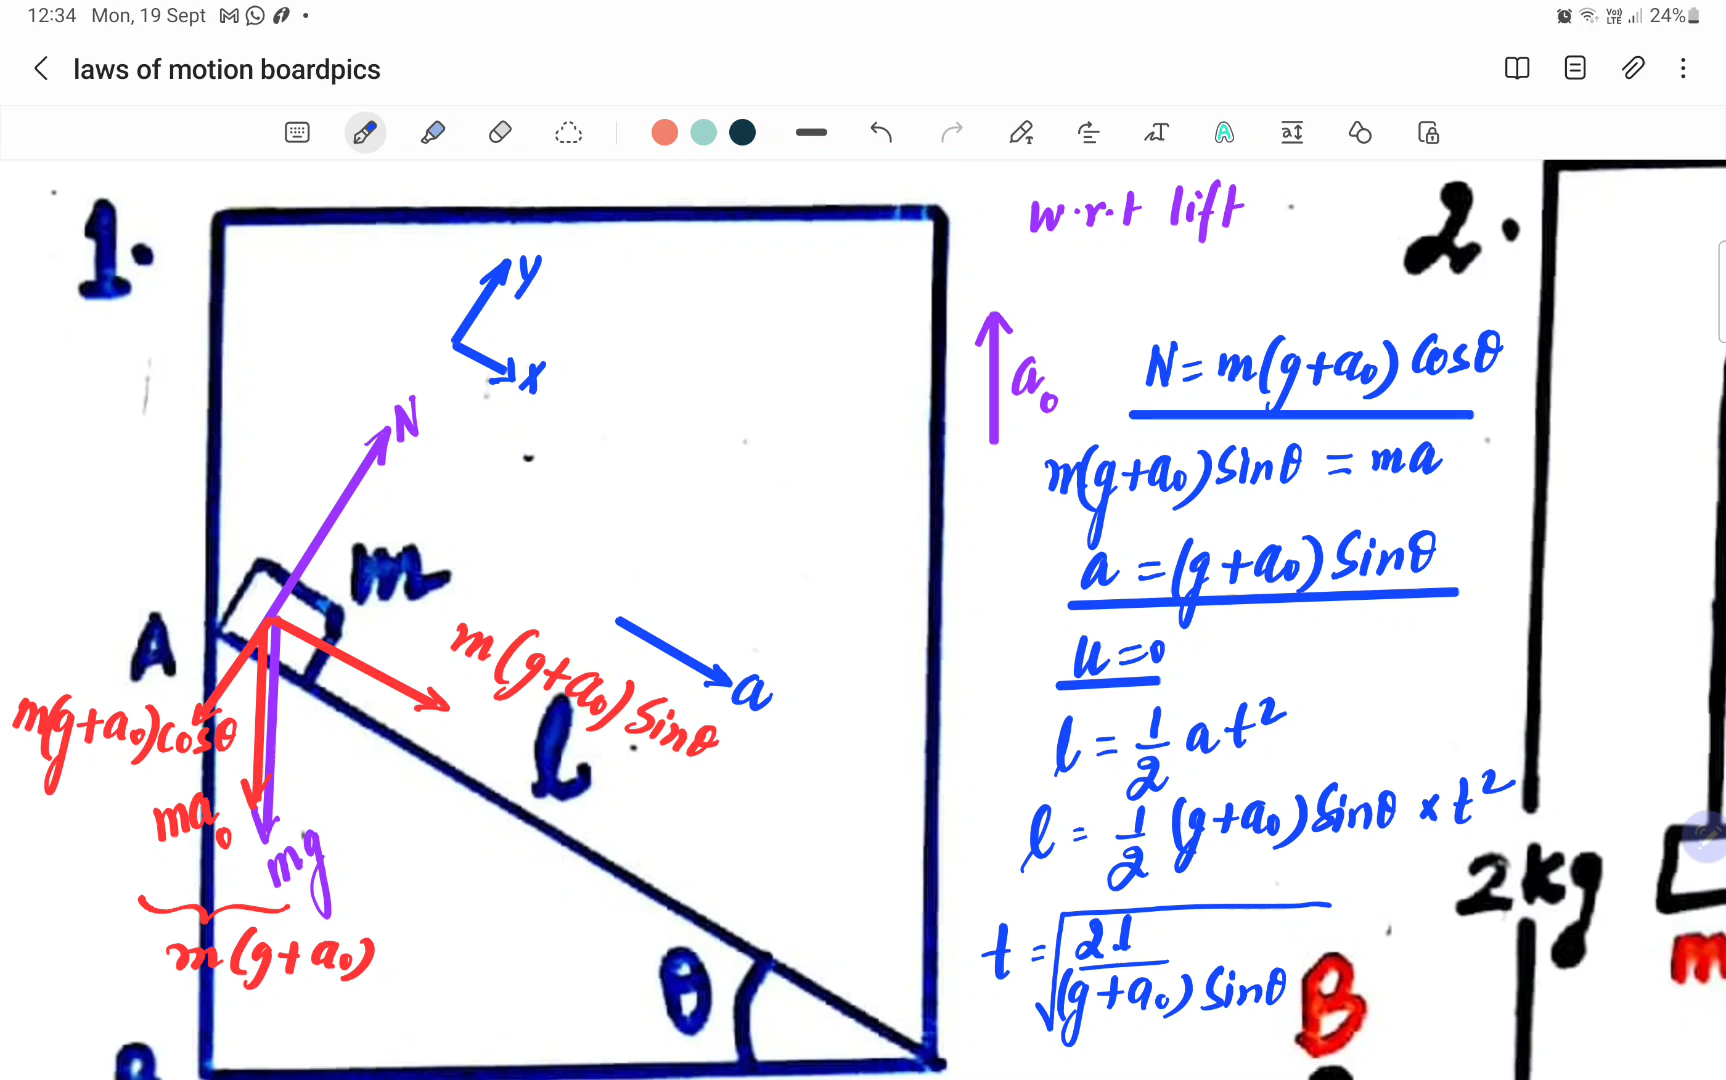 12:34 Mon, 19 Sept
24%
laws of motion boardpics
1.
w.r.t lift
2.
y
x
a₀
N = m(g+a₀) Cosθ
N
m(g+a₀) Sinθ = ma
m
a = (g+a₀) Sinθ
A
m(g+a₀) Sinθ
a
u = 0
m(g+a₀) Cosθ
l
l = 1/2 a t²
ma₀
mg
l = 1/2 (g+a₀) Sinθ × t²
2kg
m(g+a₀)
θ
t = √(2l/(g+a₀) Sinθ)
B
m